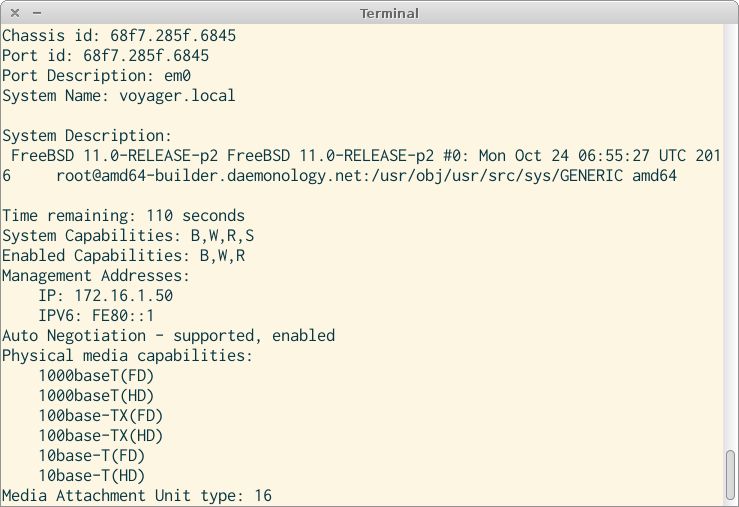 Terminal
Chassis id: 68f7.285f.6845
Port id: 68f7.285f.6845
Port Description: em0
System Name: voyager.local

System Description:
 FreeBSD 11.0-RELEASE-p2 FreeBSD 11.0-RELEASE-p2 #0: Mon Oct 24 06:55:27 UTC 201
6     root@amd64-builder.daemonology.net:/usr/obj/usr/src/sys/GENERIC amd64

Time remaining: 110 seconds
System Capabilities: B,W,R,S
Enabled Capabilities: B,W,R
Management Addresses:
    IP: 172.16.1.50
    IPV6: FE80::1
Auto Negotiation - supported, enabled
Physical media capabilities:
    1000baseT(FD)
    1000baseT(HD)
    100base-TX(FD)
    100base-TX(HD)
    10base-T(FD)
    10base-T(HD)
Media Attachment Unit type: 16